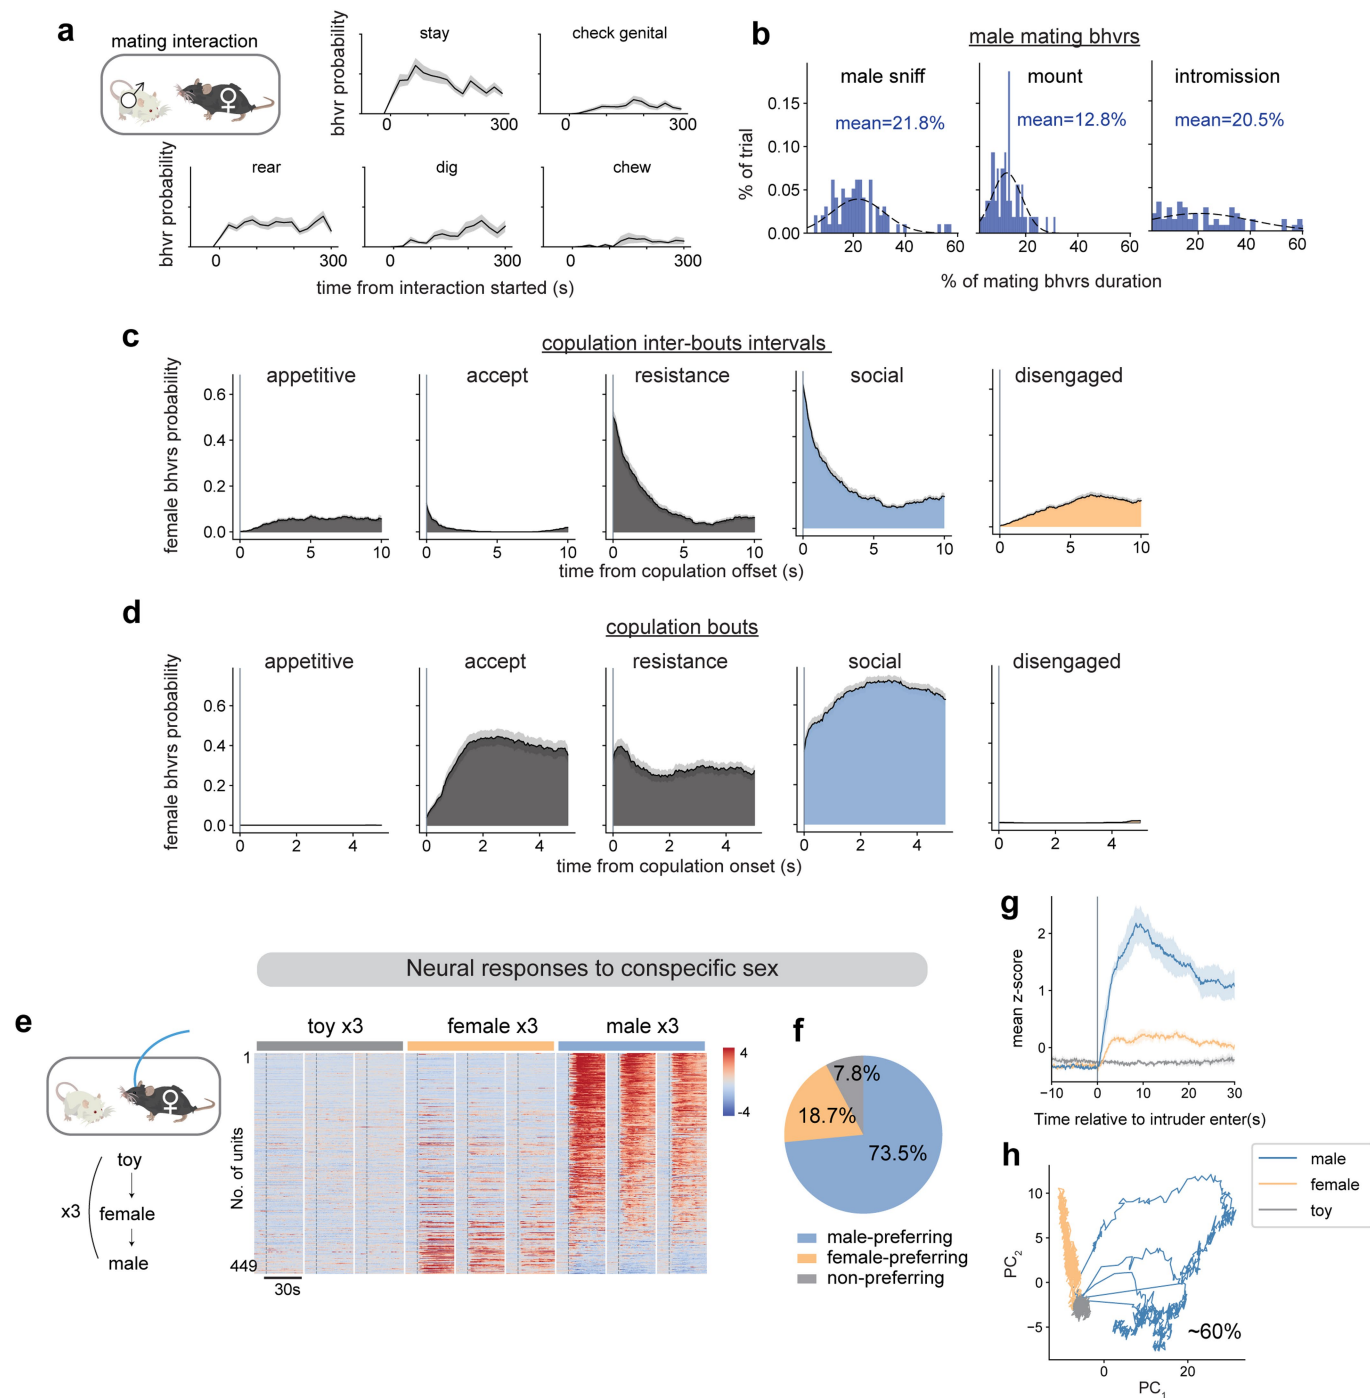 a
mating interaction
♂
♀
bhvr probability
stay
check genital
0
300
0
300
bhvr probability
rear
dig
chew
0
300
0
300
0
300
time from interaction started (s)
b
male mating bhvrs
male sniff
mount
intromission
mean=21.8%
mean=12.8%
mean=20.5%
% of trial
0.15
0.10
0.05
0.00
20
40
60
20
40
60
20
40
60
% of mating bhvrs duration
c
copulation inter-bouts intervals
appetitive
accept
resistance
social
disengaged
female bhvrs probability
0.6
0.4
0.2
0.0
0
5
10
0
10
0
5
10
0
5
10
0
5
10
time from copulation offset (s)
d
copulation bouts
appetitive
accept
resistance
social
disengaged
female bhvrs probability
0.6
0.4
0.2
0.0
0
2
4
0
2
4
0
2
4
0
2
4
0
2
4
time from copulation onset (s)
Neural responses to conspecific sex
e
♀
toy
female
male
x3
toy x3
female x3
male x3
No. of units
1
449
30s
4
-4
f
7.8%
18.7%
73.5%
male-preferring
female-preferring
non-preferring
g
mean z-score
2
1
0
−10
0
10
20
30
Time relative to intruder enter(s)
h
PC2
10
5
0
−5
0
20
PC1
~60%
male
female
toy